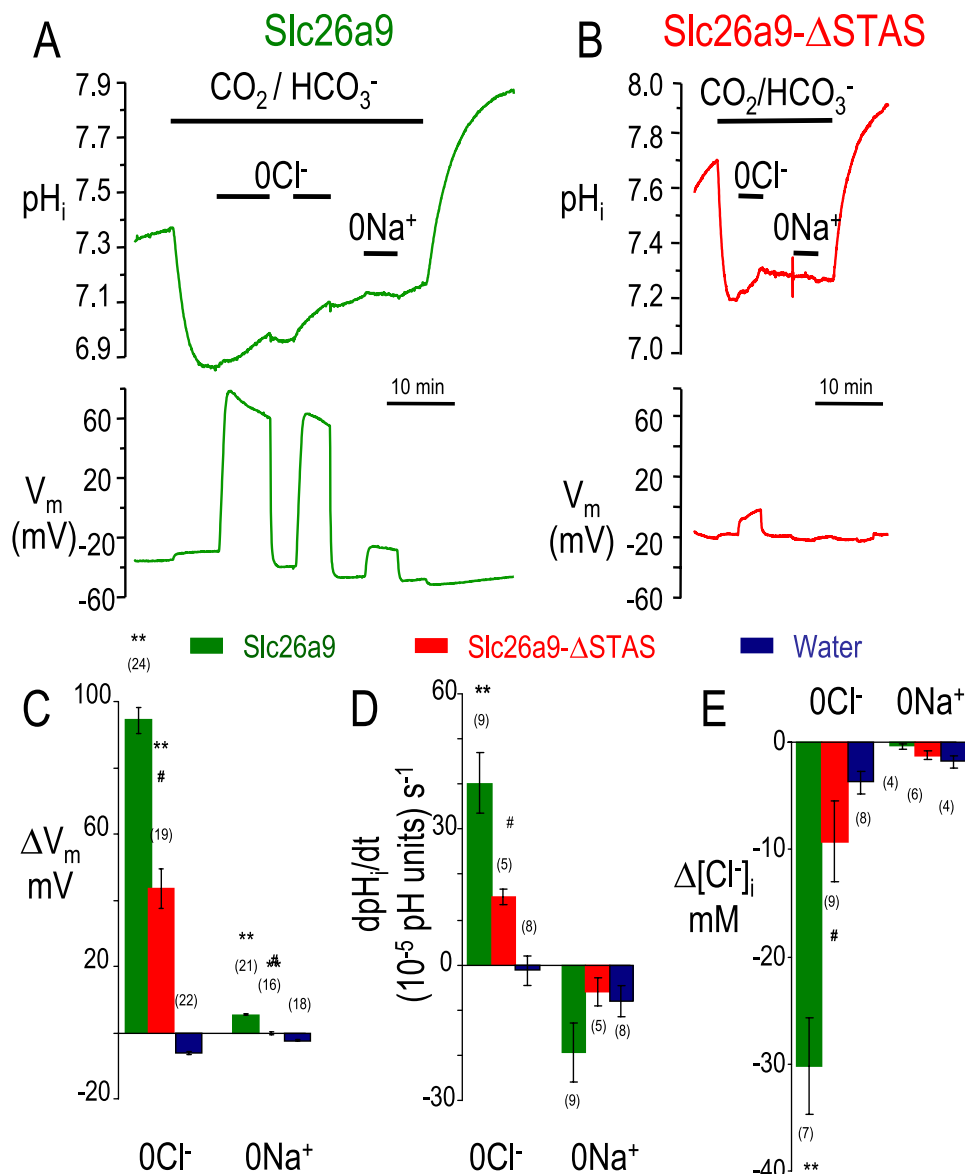 A Slc26a9
7.9
7.7
7.5
pHi
7.3
7.1
6.9
CO2 / HCO3-
0Cl-
0Na+
60
20
Vm
(mV)
-20
-60
10 min
B Slc26a9-ΔSTAS
8.0
7.8
7.6
pHi
7.4
7.2
7.0
CO2/HCO3-
0Cl-
0Na+
60
20
Vm
(mV)
-20
-60
10 min
Slc26a9 Slc26a9-ΔSTAS Water
C
100
60
20
-20
ΔVm
mV
**
(24)
**
#
(19)
(22)
**
(21)
#
**
(16)
(18)
0Cl- 0Na+
D
60
30
0
-30
dpHi/dt
(10-5 pH units) s-1
**
(9)
#
(5)
(8)
(9)
(5)
(8)
0Cl- 0Na+
E
0Cl- 0Na+
0
-10
-20
-30
-40
Δ[Cl-]i
mM
(7)
**
(9)
#
(8)
(4)
(6)
(4)